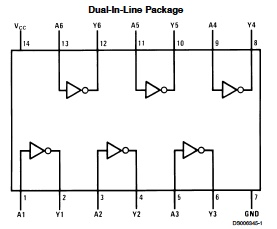 Dual-In-Line Package
VCC A6 Y6 A5 Y5 A4 Y4
14 13 12 11 10 9 8
1 2 3 4 5 6 7
A1 Y1 A2 Y2 A3 Y3 GND
DS006345-1